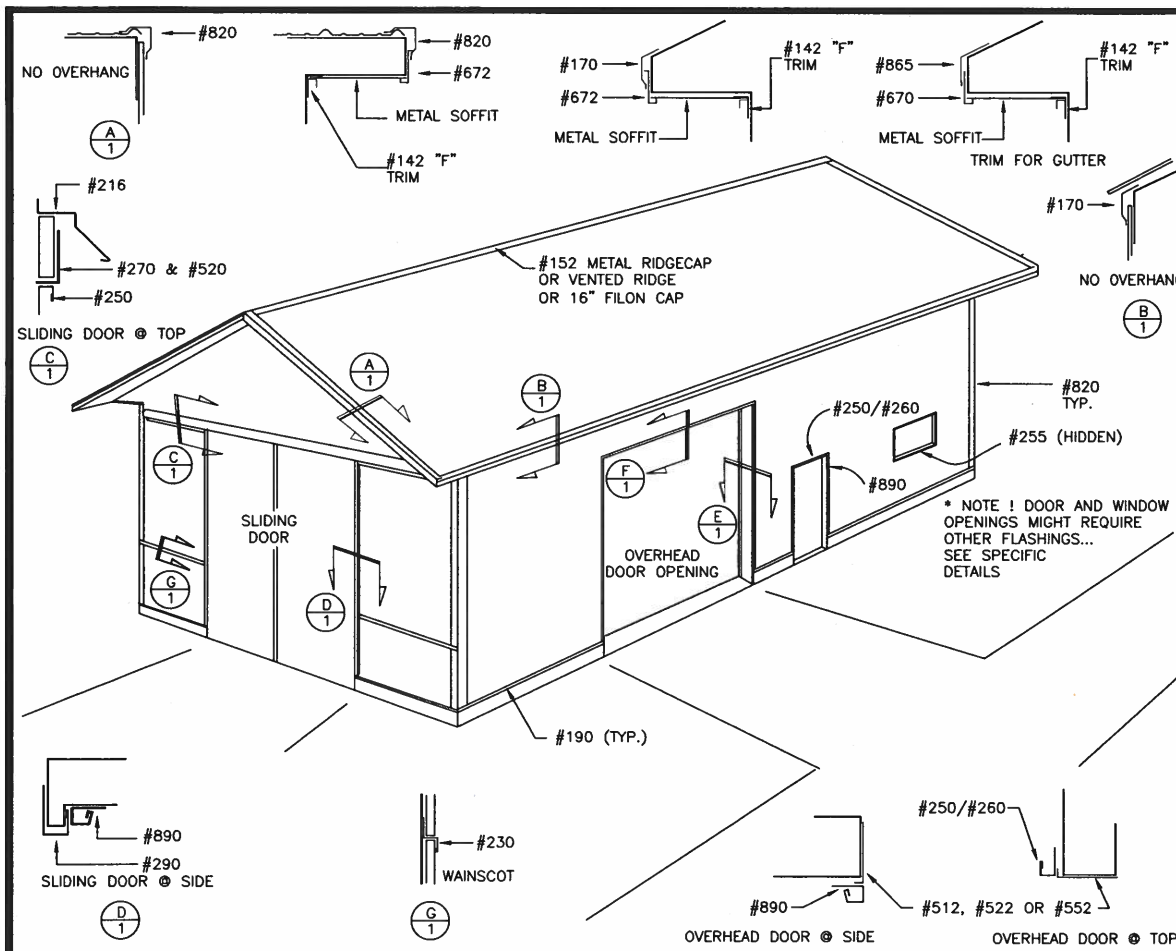 #820
NO OVERHANG
A
1
#820
#672
METAL SOFFIT
#142 "F"
TRIM
#170
#672
METAL SOFFIT
#142 "F"
TRIM
#865
#670
METAL SOFFIT
#142 "F"
TRIM
TRIM FOR GUTTER
#216
#270 & #520
#250
SLIDING DOOR @ TOP
C
1
#170
NO OVERHANG
B
1
#152 METAL RIDGECAP
OR VENTED RIDGE
OR 16" FILON CAP
A
1
B
1
C
1
F
1
E
1
G
1
D
1
SLIDING
DOOR
OVERHEAD
DOOR OPENING
#250/#260
#890
#820
TYP.
#255 (HIDDEN)
* NOTE ! DOOR AND WINDOW
OPENINGS MIGHT REQUIRE
OTHER FLASHINGS...
SEE SPECIFIC
DETAILS
#190 (TYP.)
#890
#290
SLIDING DOOR @ SIDE
D
1
#230
WAINSCOT
G
1
#890
#512, #522 OR #552
OVERHEAD DOOR @ SIDE
#250/#260
OVERHEAD DOOR @ TOP